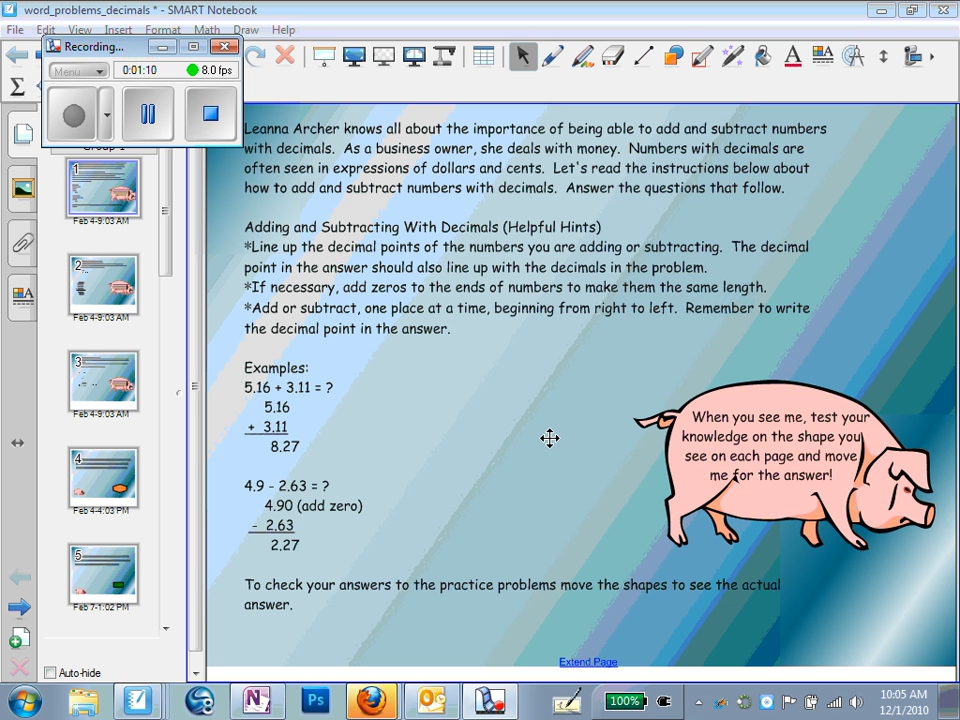 word_problems_decimals * - SMART Notebook
File Edit View Insert Format Math Draw Help
Recording...
Menu
0:01:10
8.0 fps
Σ
A
1
Feb 4-9:03 AM
2
Feb 4-9:03 AM
3
Feb 4-9:03 AM
4
Feb 4-4:03 PM
5
Feb 7-1:02 PM
Auto-hide
Leanna Archer knows all about the importance of being able to add and subtract numbers
with decimals. As a business owner, she deals with money. Numbers with decimals are
often seen in expressions of dollars and cents. Let's read the instructions below about
how to add and subtract numbers with decimals. Answer the questions that follow.
Adding and Subtracting With Decimals (Helpful Hints)
*Line up the decimal points of the numbers you are adding or subtracting. The decimal
point in the answer should also line up with the decimals in the problem.
*If necessary, add zeros to the ends of numbers to make them the same length.
*Add or subtract, one place at a time, beginning from right to left. Remember to write
the decimal point in the answer.
Examples:
5.16 + 3.11 = ?
5.16
+ 3.11
8.27
4.9 - 2.63 = ?
4.90 (add zero)
- 2.63
2.27
To check your answers to the practice problems move the shapes to see the actual
answer.
When you see me, test your
knowledge on the shape you
see on each page and move
me for the answer!
Extend Page
Ps
100%
10:05 AM
12/1/2010